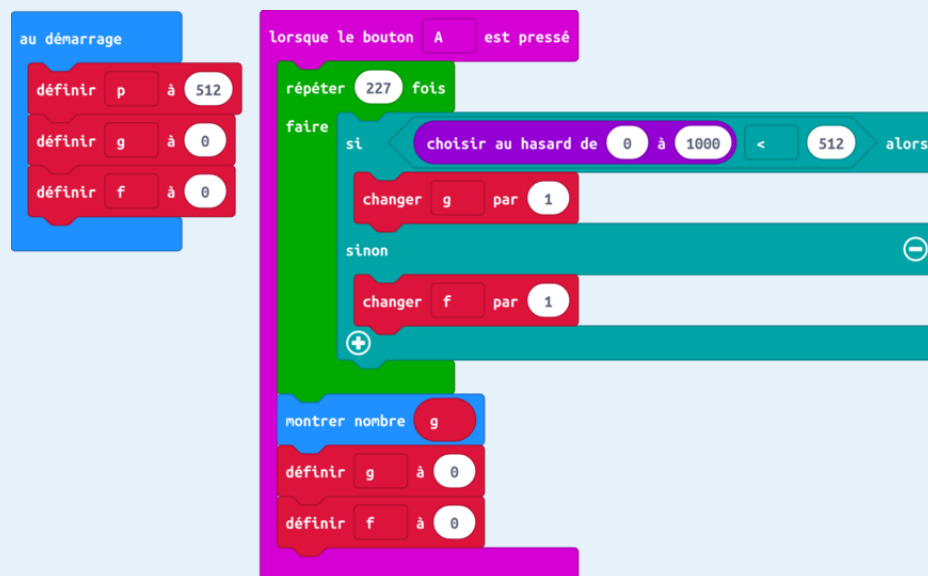 au démarrage
définir p à 512
définir g à 0
définir f à 0
lorsque le bouton A est pressé
répéter 227 fois
faire
si choisir au hasard de 0 à 1000 < 512 alors
changer g par 1
sinon
changer f par 1
montrer nombre g
définir g à 0
définir f à 0